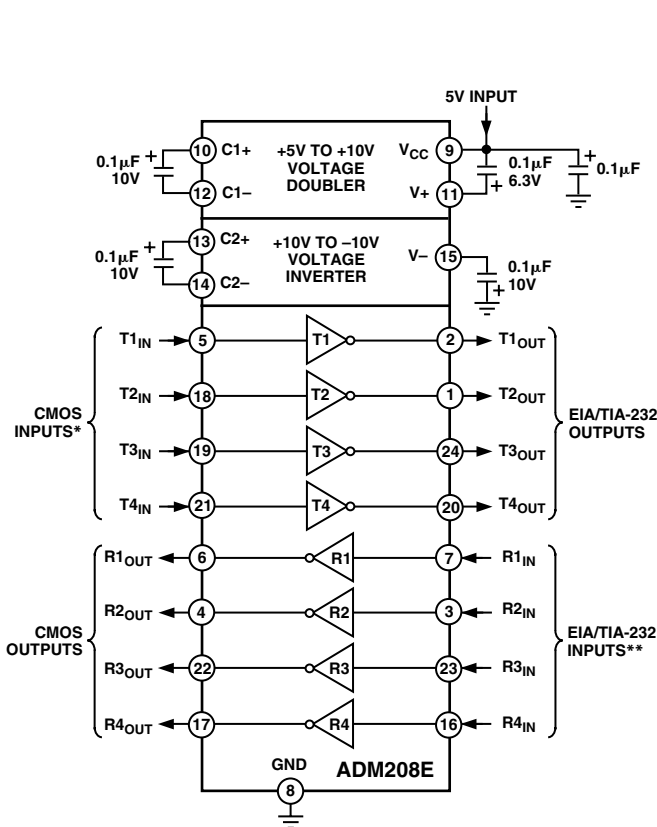 5V INPUT
0.1µF
10V
+
10
C1+
12
C1–
+5V TO +10V
VOLTAGE
DOUBLER
VCC
9
V+
11
0.1µF
6.3V
+
+
0.1µF
0.1µF
10V
+
13
C2+
14
C2–
+10V TO –10V
VOLTAGE
INVERTER
V–
15
0.1µF
10V
+
CMOS
INPUTS*
T1IN
5
T1
2
T1OUT
T2IN
18
T2
1
T2OUT
T3IN
19
T3
24
T3OUT
T4IN
21
T4
20
T4OUT
EIA/TIA-232
OUTPUTS
CMOS
OUTPUTS
R1OUT
6
R1
7
R1IN
R2OUT
4
R2
3
R2IN
R3OUT
22
R3
23
R3IN
R4OUT
17
R4
16
R4IN
EIA/TIA-232
INPUTS**
GND
8
ADM208E